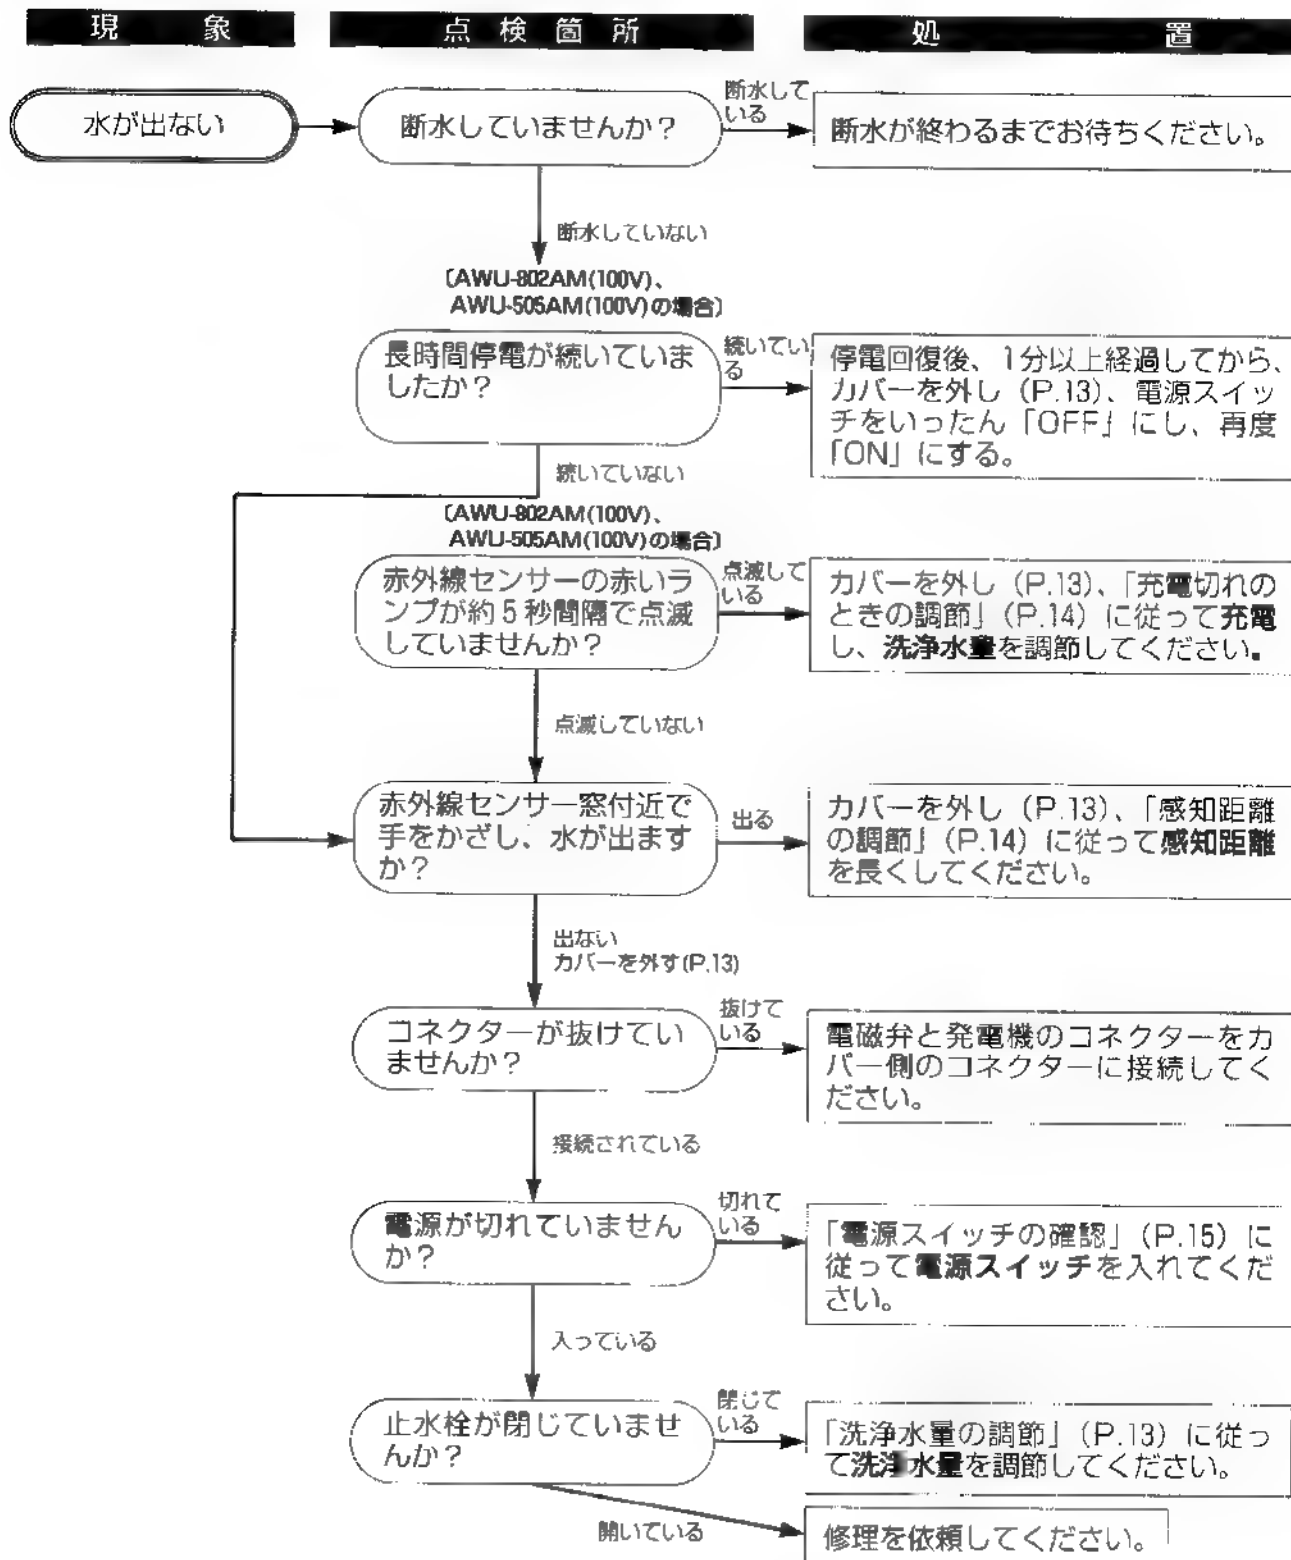 現象
点検箇所
処置
水が出ない
断水していませんか？
断水して
いる
断水が終わるまでお待ちください。
断水していない
〔AWU-802AM(100V)、
AWU-505AM(100V)の場合〕
長時間停電が続いていま
したか？
続いてい
る
停電回復後、1分以上経過してから、
カバーを外し（P.13）、電源スイッ
チをいったん「OFF」にし、再度
「ON」にする。
続いていない
〔AWU-802AM(100V)、
AWU-505AM(100V)の場合〕
赤外線センサーの赤いラ
ンプが約5秒間隔で点滅
していませんか？
点滅して
いる
カバーを外し（P.13）、「充電切れの
ときの調節」（P.14）に従って充電
し、洗浄水量を調節してください。
点滅していない
赤外線センサー窓付近で
手をかざし、水が出ます
か？
出る
カバーを外し（P.13）、「感知距離
の調節」（P.14）に従って感知距離
を長くしてください。
出ない
カバーを外す(P.13)
コネクターが抜けてい
ませんか？
抜けて
いる
電磁弁と発電機のコネクターをカ
バー側のコネクターに接続してく
ださい。
接続されている
電源が切れていません
か？
切れて
いる
「電源スイッチの確認」（P.15）に
従って電源スイッチを入れてくだ
さい。
入っている
止水栓が閉じていませ
んか？
閉じて
いる
「洗浄水量の調節」（P.13）に従っ
て洗浄水量を調節してください。
開いている
修理を依頼してください。